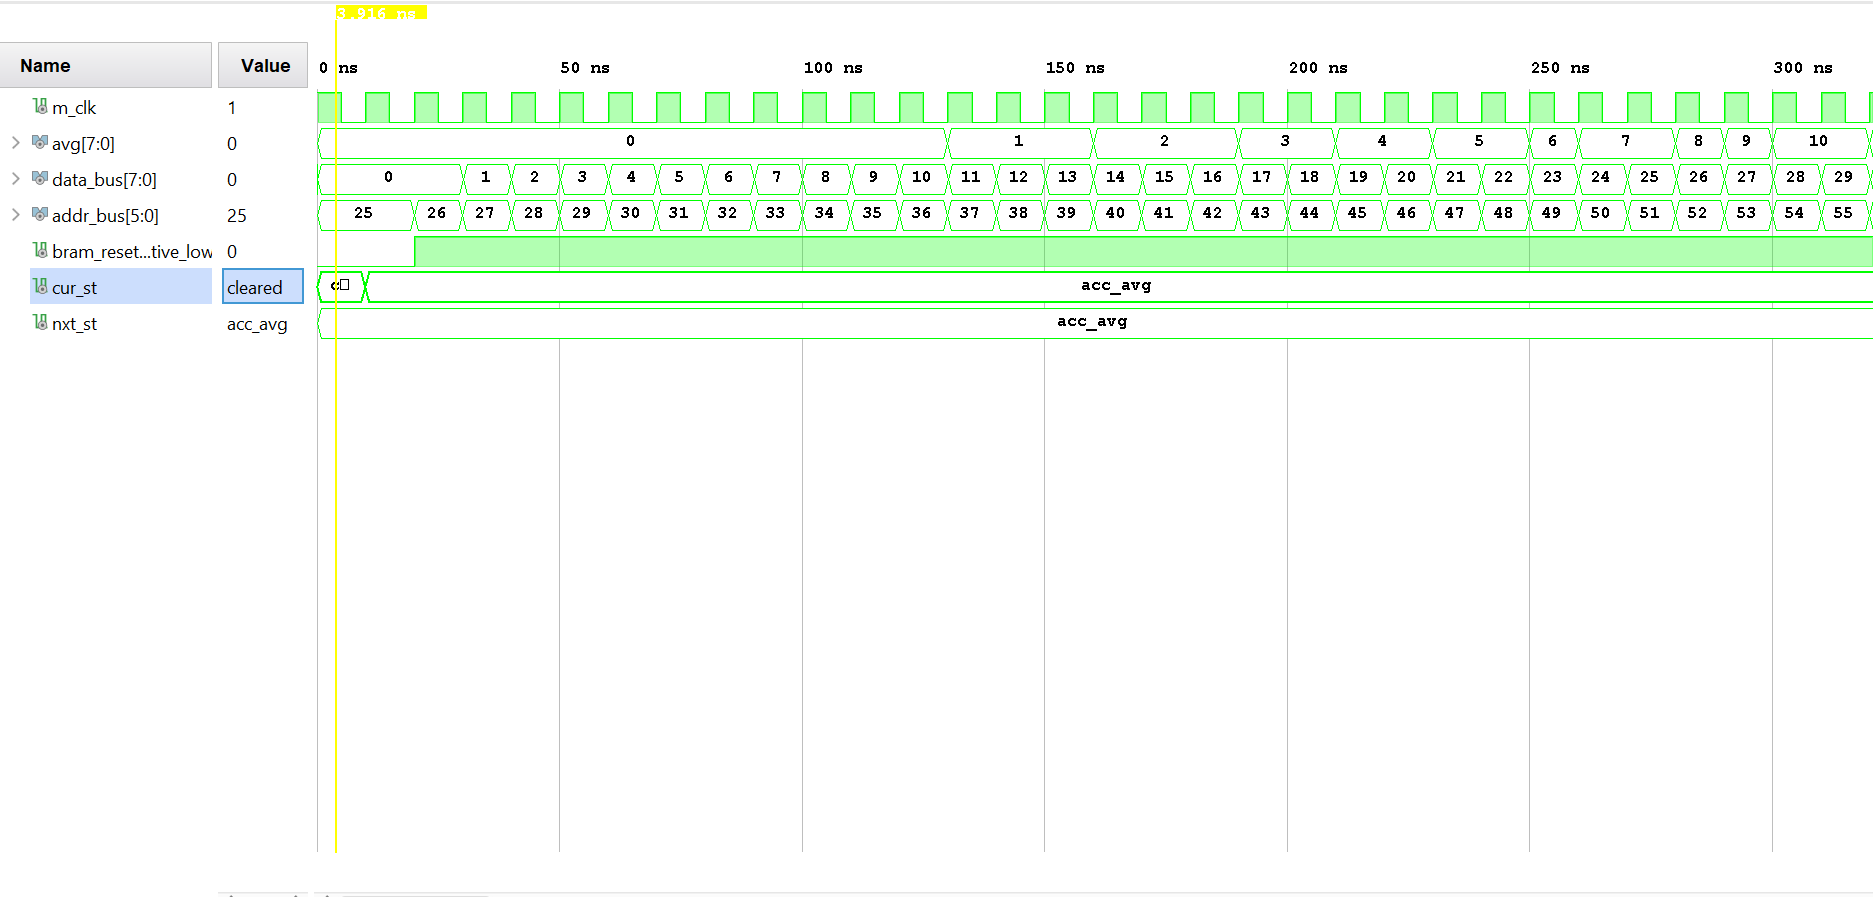 3.916 ns
Name Value 0 ns 50 ns 100 ns 150 ns 200 ns 250 ns 300 ns
m_clk 1
avg[7:0] 0 0 1 2 3 4 5 6 7 8 9 10
data_bus[7:0] 0 0 1 2 3 4 5 6 7 8 9 10 11 12 13 14 15 16 17 18 19 20 21 22 23 24 25 26 27 28 29
addr_bus[5:0] 25 25 26 27 28 29 30 31 32 33 34 35 36 37 38 39 40 41 42 43 44 45 46 47 48 49 50 51 52 53 54 55
bram_reset...tive_low 0
cur_st cleared c acc_avg
nxt_st acc_avg acc_avg